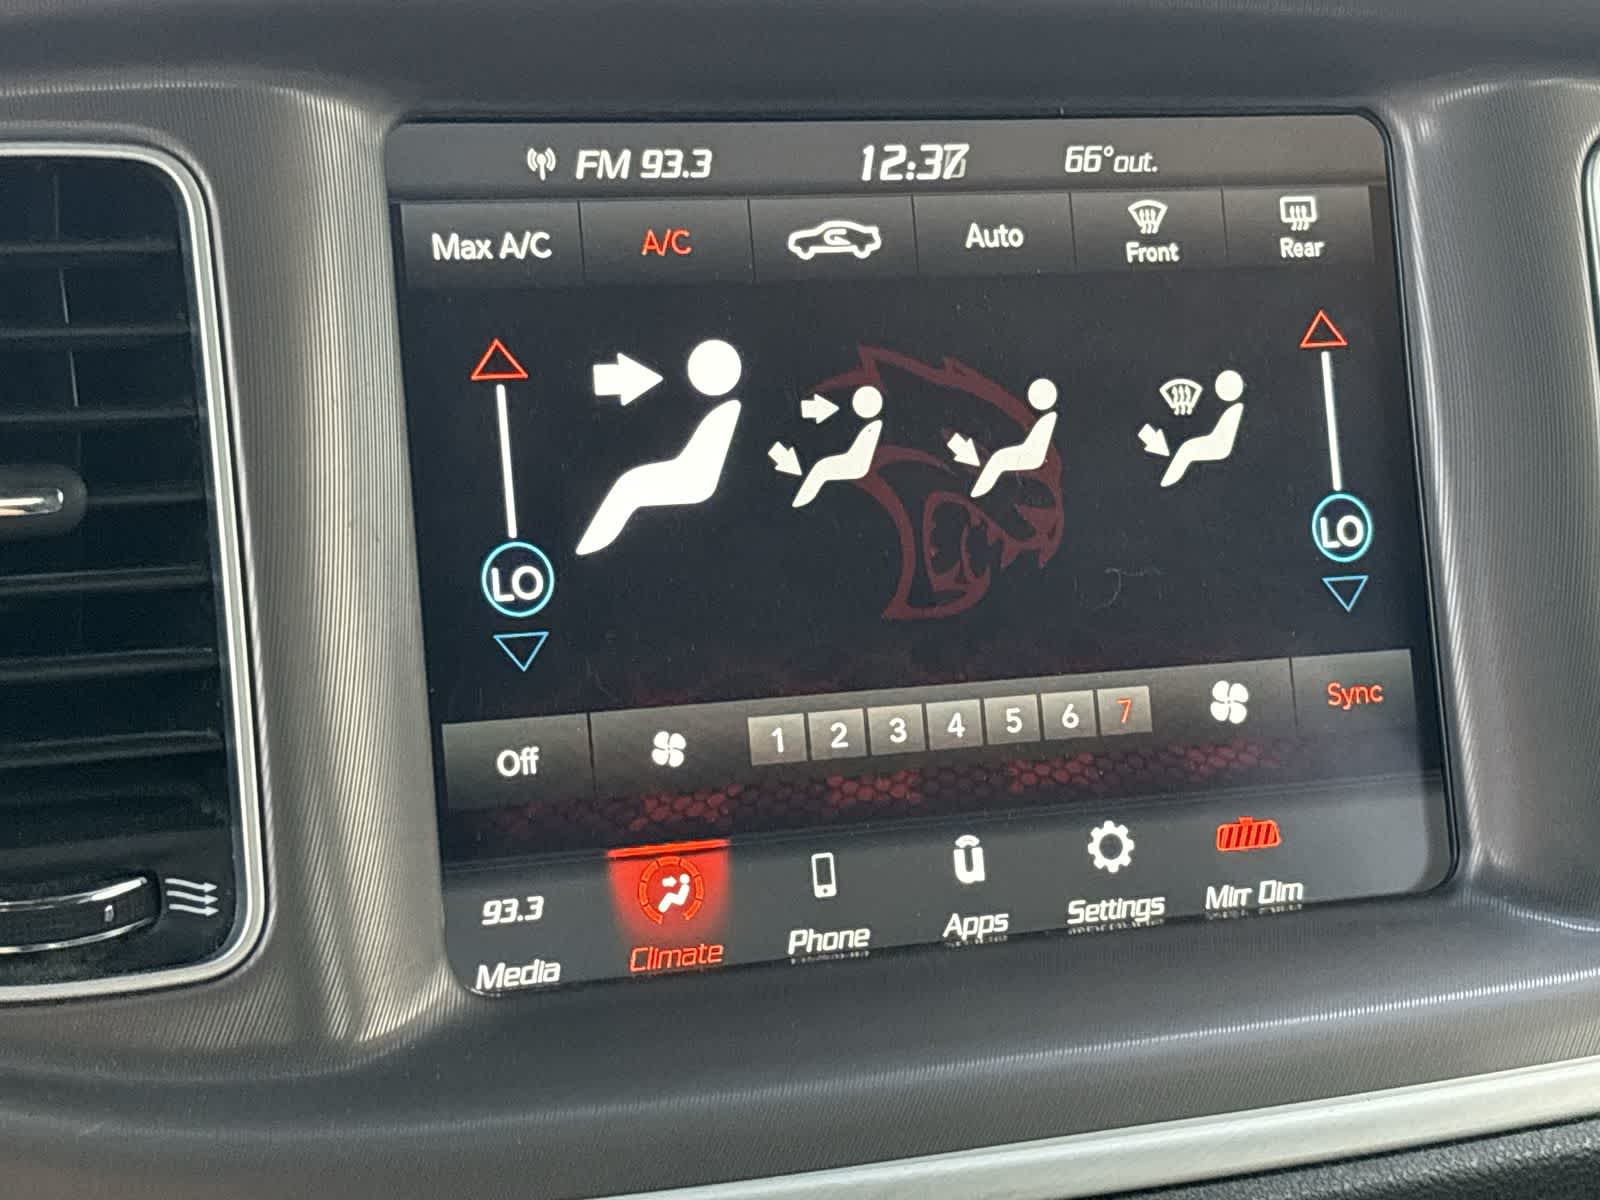 FM 93.3 12:37 66°out.
Max A/C A/C Auto Front Rear
LO LO
Off 1 2 3 4 5 6 7 Sync
93.3
Media Climate Phone Apps Settings Mirr Dim